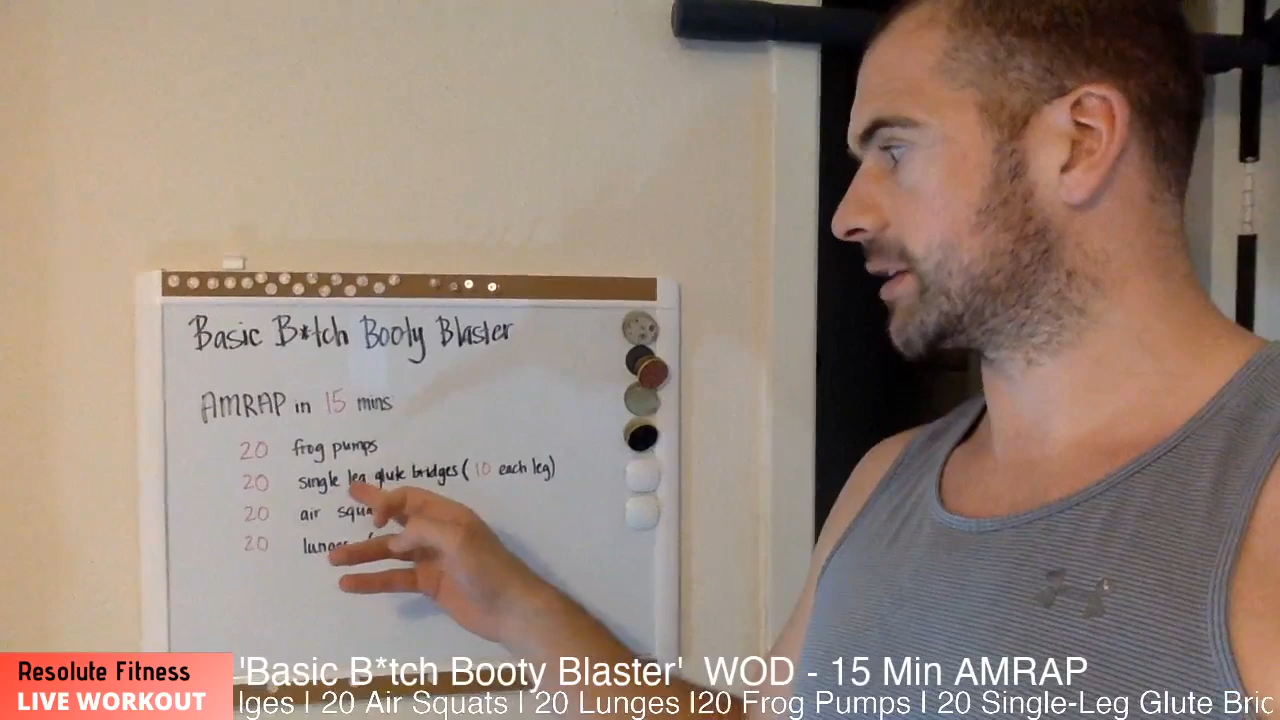 Basic B*tch Booty Blaster
AMRAP in 15 mins
20 frog pumps
20 single leg glute bridges (10 each leg)
20 air
20
Resolute Fitness
LIVE WORKOUT
'Basic B*tch Booty Blaster' WOD - 15 Min AMRAP
lges I 20 Air Squats I 20 Lunges I20 Frog Pumps I 20 Single-Leg Glute Bric